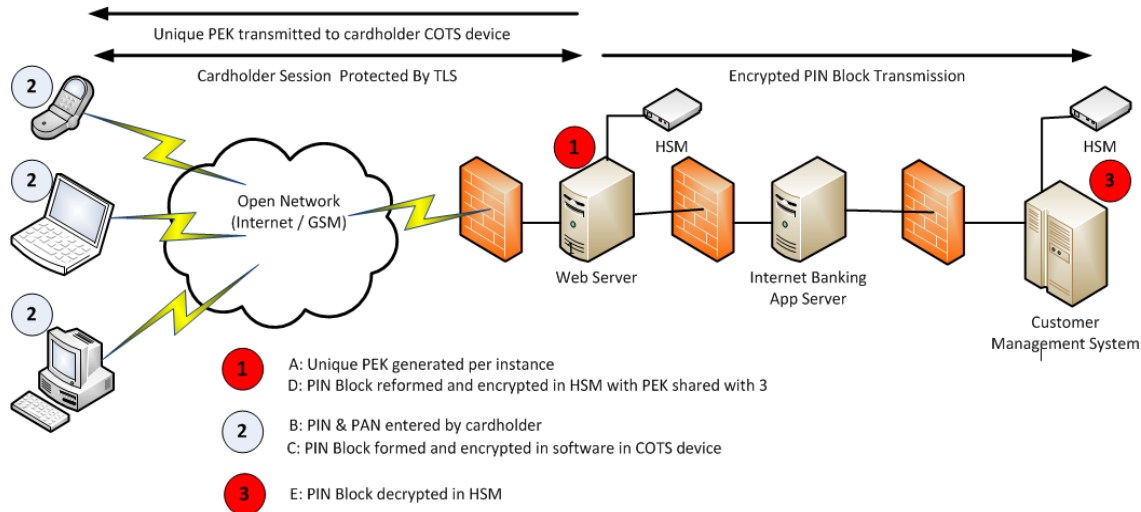 Unique PEK transmitted to cardholder COTS device
Cardholder Session Protected By TLS
Encrypted PIN Block Transmission
2
2
2
1
HSM
HSM
3
Open Network
(Internet / GSM)
Web Server
Internet Banking
App Server
Customer
Management System
1
A: Unique PEK generated per instance
D: PIN Block reformed and encrypted in HSM with PEK shared with 3
2
B: PIN & PAN entered by cardholder
C: PIN Block formed and encrypted in software in COTS device
3
E: PIN Block decrypted in HSM